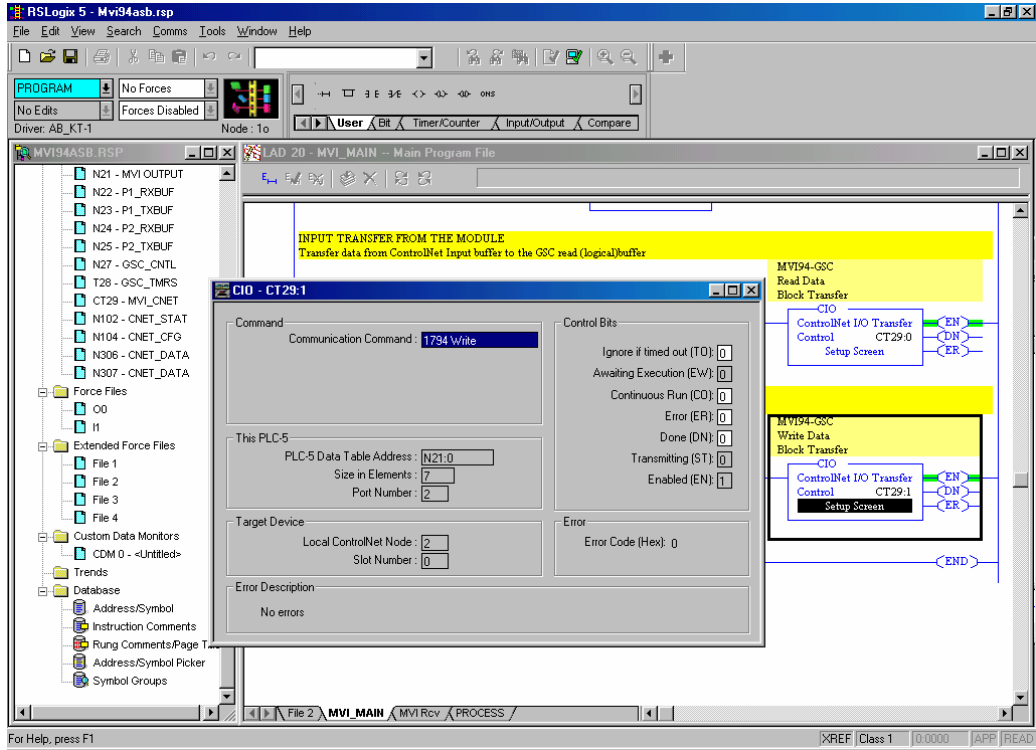 RSLogix 5 - Mvi94asb.rsp
File Edit View Search Comms Tools Window Help
PROGRAM No Forces
No Edits Forces Disabled
Driver: AB_KT-1 Node : 1o
User Bit Timer/Counter Input/Output Compare
MVI94ASB.RSP
N21 - MVI OUTPUT
N22 - P1_RXBUF
N23 - P1_TXBUF
N24 - P2_RXBUF
N25 - P2_TXBUF
N27 - GSC_CNTL
T28 - GSC_TMRS
CT29 - MVI_CNET
N102 - CNET_STAT
N104 - CNET_CFG
N306 - CNET_DATA
N307 - CNET_DATA
Force Files
O0
I1
Extended Force Files
File 1
File 2
File 3
File 4
Custom Data Monitors
CDM 0 - <Untitled>
Trends
Database
Address/Symbol
Instruction Comments
Rung Comments/Page
Address/Symbol Picker
Symbol Groups
LAD 20 - MVI_MAIN -- Main Program File
INPUT TRANSFER FROM THE MODULE
Transfer data from ControlNet Input buffer to the GSC read (logical)buffer
MVI94-GSC
Read Data
Block Transfer
CIO
ControlNet I/O Transfer EN
Control CT29:0 DN
Setup Screen ER
MVI94-GSC
Write Data
Block Transfer
CIO
ControlNet I/O Transfer EN
Control CT29:1 DN
Setup Screen ER
END
CIO - CT29:1
Command
Communication Command : 1794 Write
This PLC-5
PLC-5 Data Table Address : N21:0
Size in Elements : 7
Port Number : 2
Target Device
Local ControlNet Node : 2
Slot Number : 0
Control Bits
Ignore if timed out (TO): 0
Awaiting Execution (EW): 0
Continuous Run (CO): 0
Error (ER): 0
Done (DN): 0
Transmitting (ST): 0
Enabled (EN): 1
Error
Error Code (Hex): 0
Error Description
No errors
File 2 MVI_MAIN MVI Rcv PROCESS
For Help, press F1
XREF Class 1 0:0000 APP READ